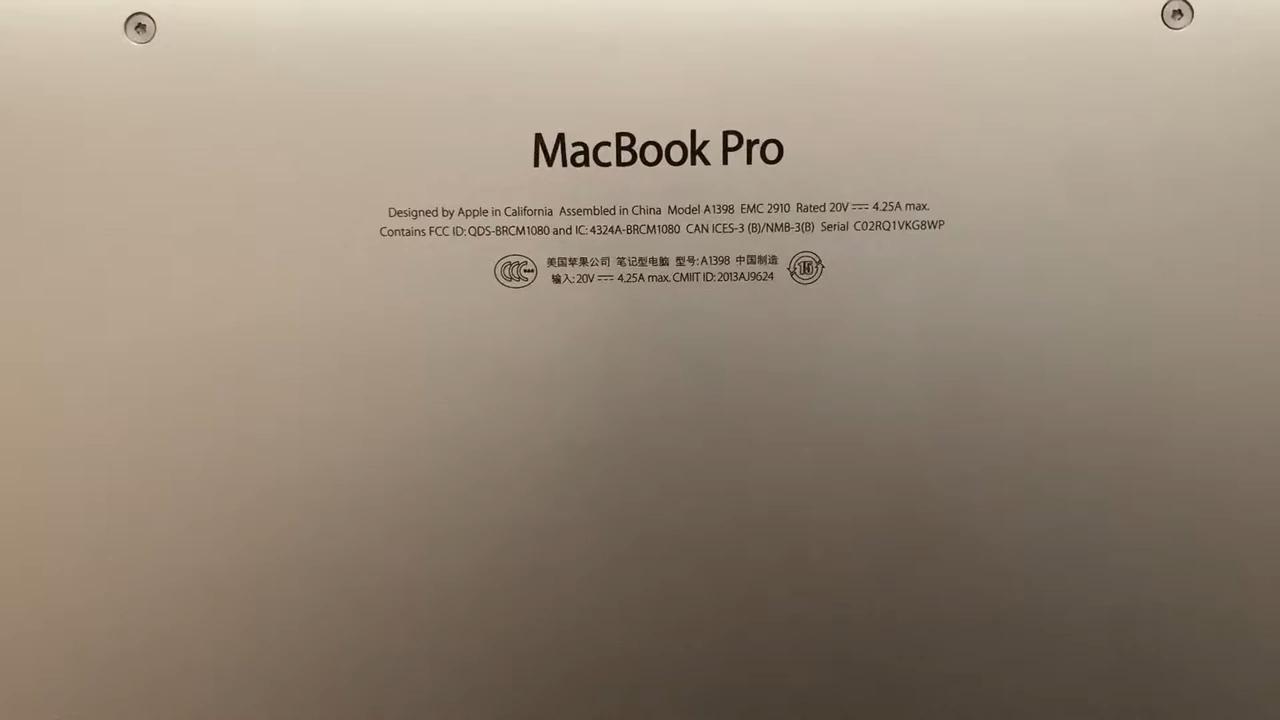 MacBook Pro
Designed by Apple in California Assembled in China Model A1398 EMC 2910 Rated 20V ⎓ 4.25A max.
Contains FCC ID: QDS-BRCM1080 and IC: 4324A-BRCM1080 CAN ICES-3 (B)/NMB-3(B) Serial C02RQ1VKG8WP
美国苹果公司 笔记型电脑 型号: A1398 中国制造
输入: 20V ⎓ 4.25A max. CMIIT ID: 2013AJ9624
CCC
15